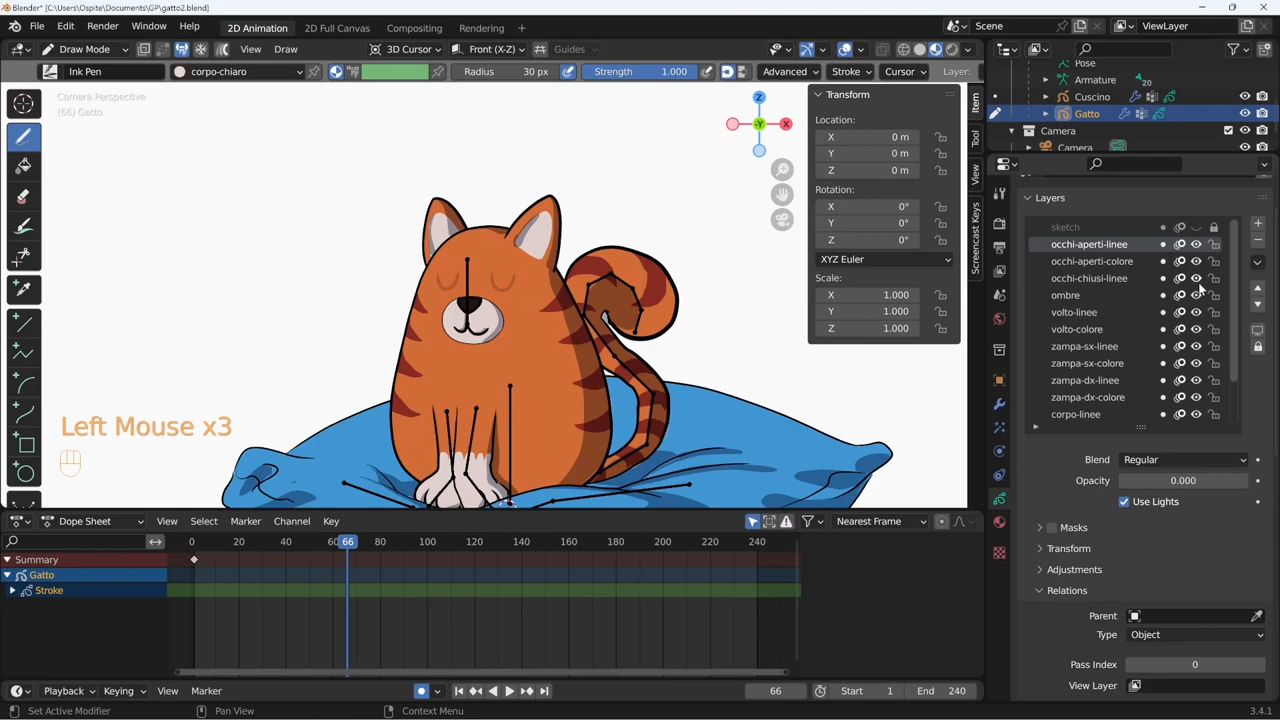 Blender* [C:\Users\Ospite\Documents\GP\gatto2.blend]
File Edit Render Window Help 2D Animation 2D Full Canvas Compositing Rendering Scene ViewLayer
Draw Mode View Draw 3D Cursor Front (X-Z) Guides
Ink Pen corpo-chiaro Radius 30 px Strength 1.000 Advanced Stroke Cursor Layer:
Camera Perspective
(66) Gatto
Z
-Y
X
Left Mouse x3
Transform
Location:
X 0 m
Y 0 m
Z 0 m
Rotation:
X 0°
Y 0°
Z 0°
XYZ Euler
Scale:
X 1.000
Y 1.000
Z 1.000
Item
Tool
View
Screencast Keys
Pose
Armature 20
Cuscino
Gatto
Camera
Camera
Layers
sketch
occhi-aperti-linee
occhi-aperti-colore
occhi-chiusi-linee
ombre
volto-linee
volto-colore
zampa-sx-linee
zampa-sx-colore
zampa-dx-linee
zampa-dx-colore
corpo-linee
Blend Regular
Opacity 0.000
Use Lights
Masks
Transform
Adjustments
Relations
Parent
Type Object
Pass Index 0
View Layer
Dope Sheet View Select Marker Channel Key Nearest Frame
0 20 40 60 66 80 100 120 140 160 180 200 220 240
Summary
Gatto
Stroke
Playback Keying View Marker 66 Start 1 End 240
Set Active Modifier Pan View Context Menu 3.4.1